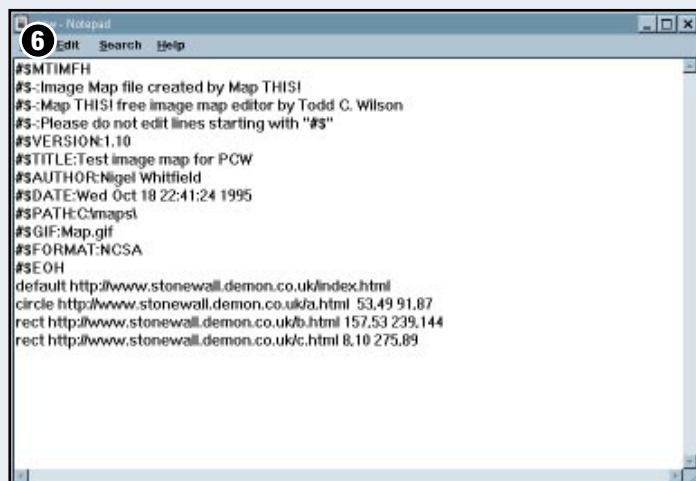 - Notepad
6
Edit Search Help
#$MTIMFH
#$-:Image Map file created by Map THIS!
#$-:Map THIS! free image map editor by Todd C. Wilson
#$-:Please do not edit lines starting with "#$"
#$VERSION:1.10
#$TITLE:Test image map for PCW
#$AUTHOR:Nigel Whitfield
#$DATE:Wed Oct 18 22:41:24 1995
#$PATH:C:\maps\
#$GIF:Map.gif
#$FORMAT:NCSA
#$EOH
default http://www.stonewall.demon.co.uk/index.html
circle http://www.stonewall.demon.co.uk/a.html 53,49 91,87
rect http://www.stonewall.demon.co.uk/b.html 157,53 239,144
rect http://www.stonewall.demon.co.uk/c.html 8,10 275,89